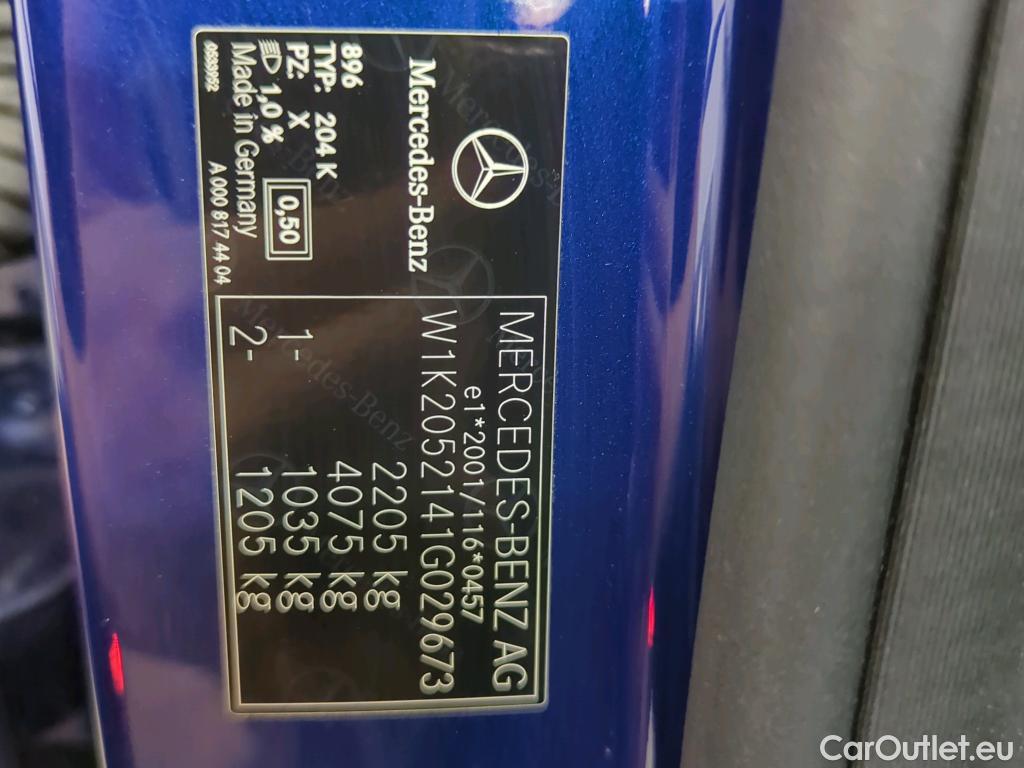 Mercedes-Benz
896
TYP: 204 K
PZ: X
1,0 % 0,50
Made in Germany
A 000 817 44 04
MERCEDES-BENZ AG
e1*2001/116*0457
W1K2052141G029673
2205 kg
4075 kg
1- 1035 kg
2- 1205 kg
CarOutlet.eu